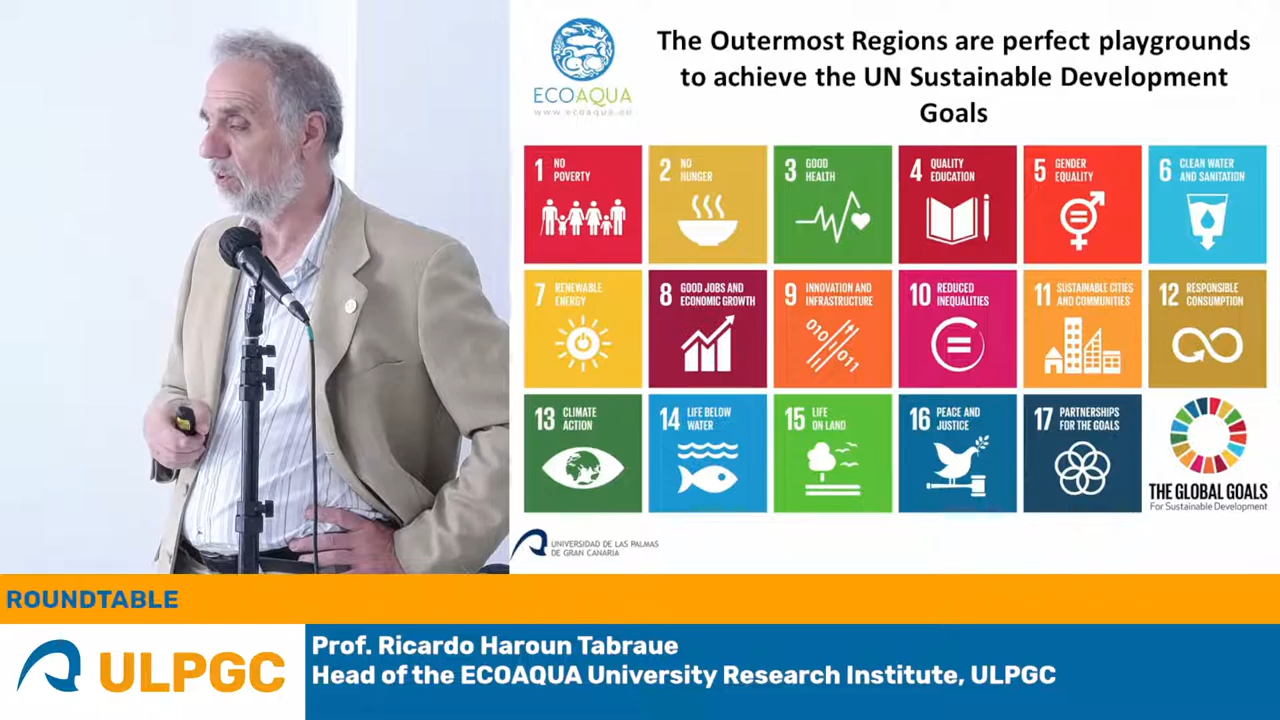 ECOAQUA
www.ecoaqua.eu
The Outermost Regions are perfect playgrounds
to achieve the UN Sustainable Development
Goals
1 NO
POVERTY
2 NO
HUNGER
3 GOOD
HEALTH
4 QUALITY
EDUCATION
5 GENDER
EQUALITY
6 CLEAN WATER
AND SANITATION
7 RENEWABLE
ENERGY
8 GOOD JOBS AND
ECONOMIC GROWTH
9 INNOVATION AND
INFRASTRUCTURE
010
011
10 REDUCED
INEQUALITIES
11 SUSTAINABLE CITIES
AND COMMUNITIES
12 RESPONSIBLE
CONSUMPTION
13 CLIMATE
ACTION
14 LIFE BELOW
WATER
15 LIFE
ON LAND
16 PEACE AND
JUSTICE
17 PARTNERSHIPS
FOR THE GOALS
THE GLOBAL GOALS
For Sustainable Development
UNIVERSIDAD DE LAS PALMAS
DE GRAN CANARIA
ROUNDTABLE
ULPGC
Prof. Ricardo Haroun Tabraue
Head of the ECOAQUA University Research Institute, ULPGC